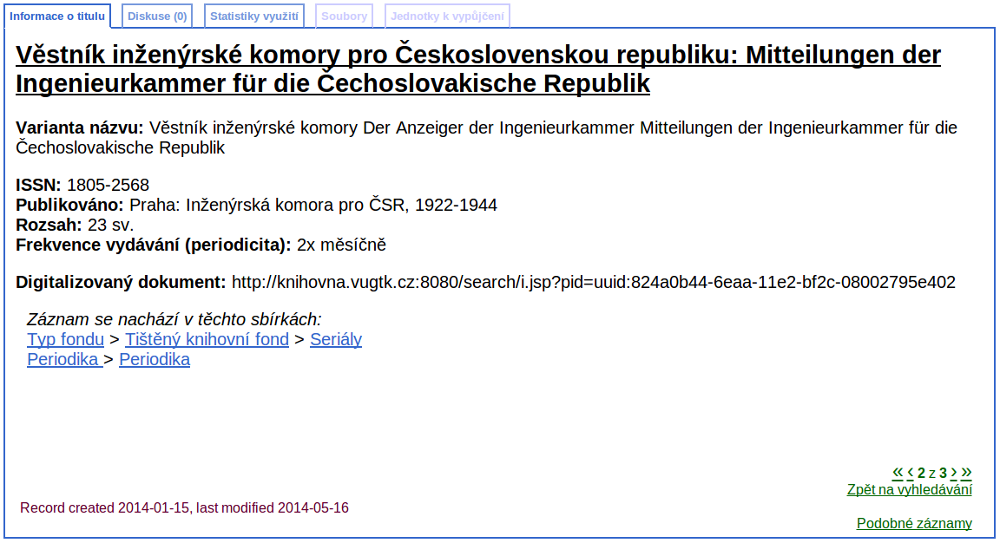 Informace o titulu Diskuse (0) Statistiky využití Soubory Jednotky k vypůjčení
Věstník inženýrské komory pro Československou republiku: Mitteilungen der
Ingenieurkammer für die Čechoslovakische Republik
Varianta názvu: Věstník inženýrské komory Der Anzeiger der Ingenieurkammer Mitteilungen der Ingenieurkammer für die
Čechoslovakische Republik
ISSN: 1805-2568
Publikováno: Praha: Inženýrská komora pro ČSR, 1922-1944
Rozsah: 23 sv.
Frekvence vydávání (periodicita): 2x měsíčně
Digitalizovaný dokument: http://knihovna.vugtk.cz:8080/search/i.jsp?pid=uuid:824a0b44-6eaa-11e2-bf2c-08002795e402
Záznam se nachází v těchto sbírkách:
Typ fondu > Tištěný knihovní fond > Seriály
Periodika > Periodika
« ‹ 2 z 3 › »
Zpět na vyhledávání
Record created 2014-01-15, last modified 2014-05-16
Podobné záznamy